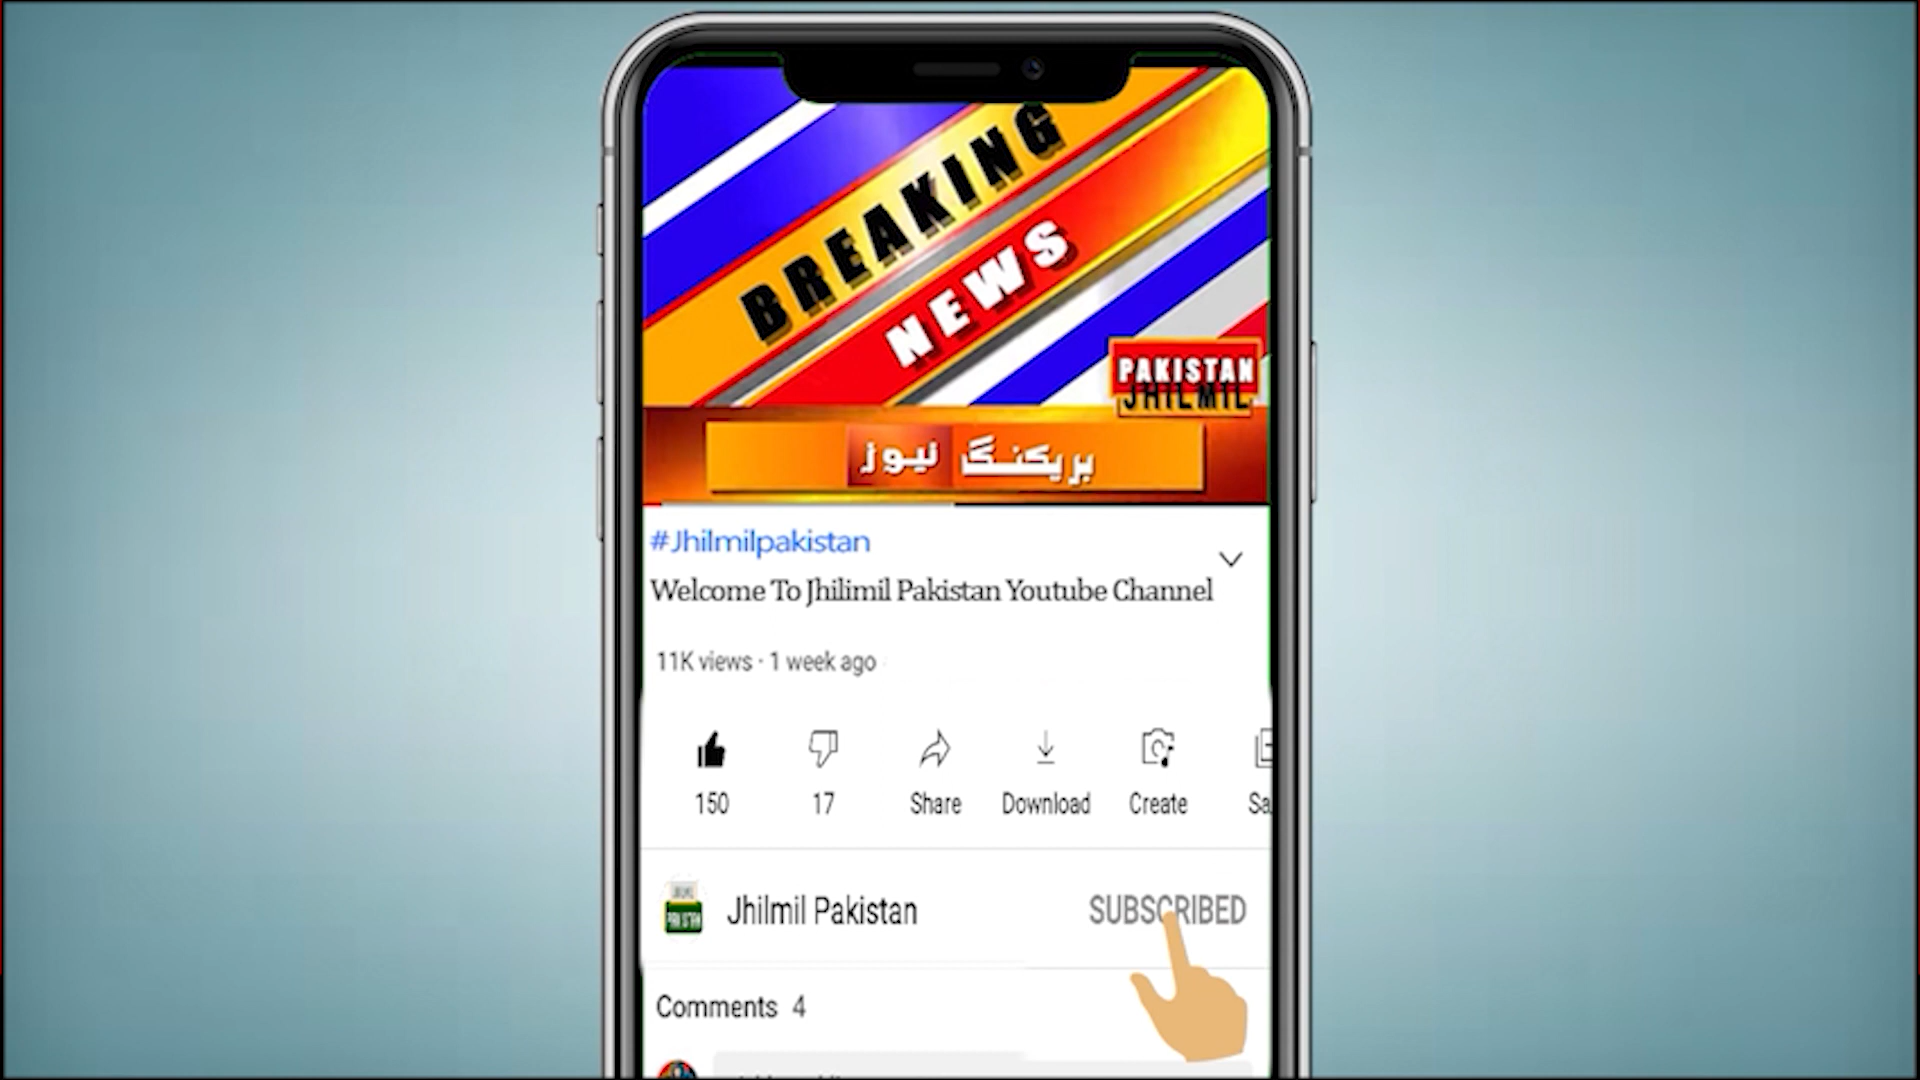 BREAKING
NEWS
PAKISTAN
JHILMIL
بریکنگ نیوز
#Jhilmilpakistan
Welcome To Jhilimil Pakistan Youtube Channel
11K views · 1 week ago
150 17 Share Download Create Sa
Jhilmil Pakistan SUBSCRIBED
Comments 4